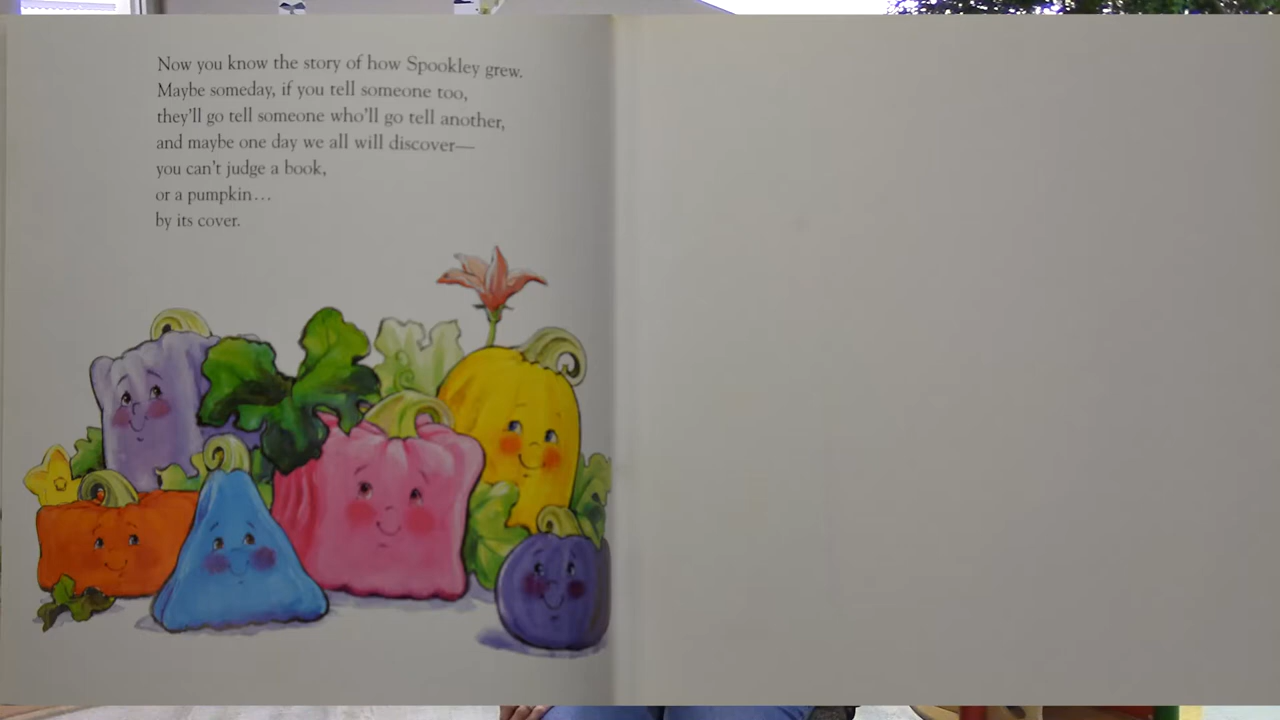 Now you know the story of how Spookley grew.
Maybe someday, if you tell someone too,
they'll go tell someone who'll go tell another,
and maybe one day we all will discover—
you can't judge a book,
or a pumpkin…
by its cover.